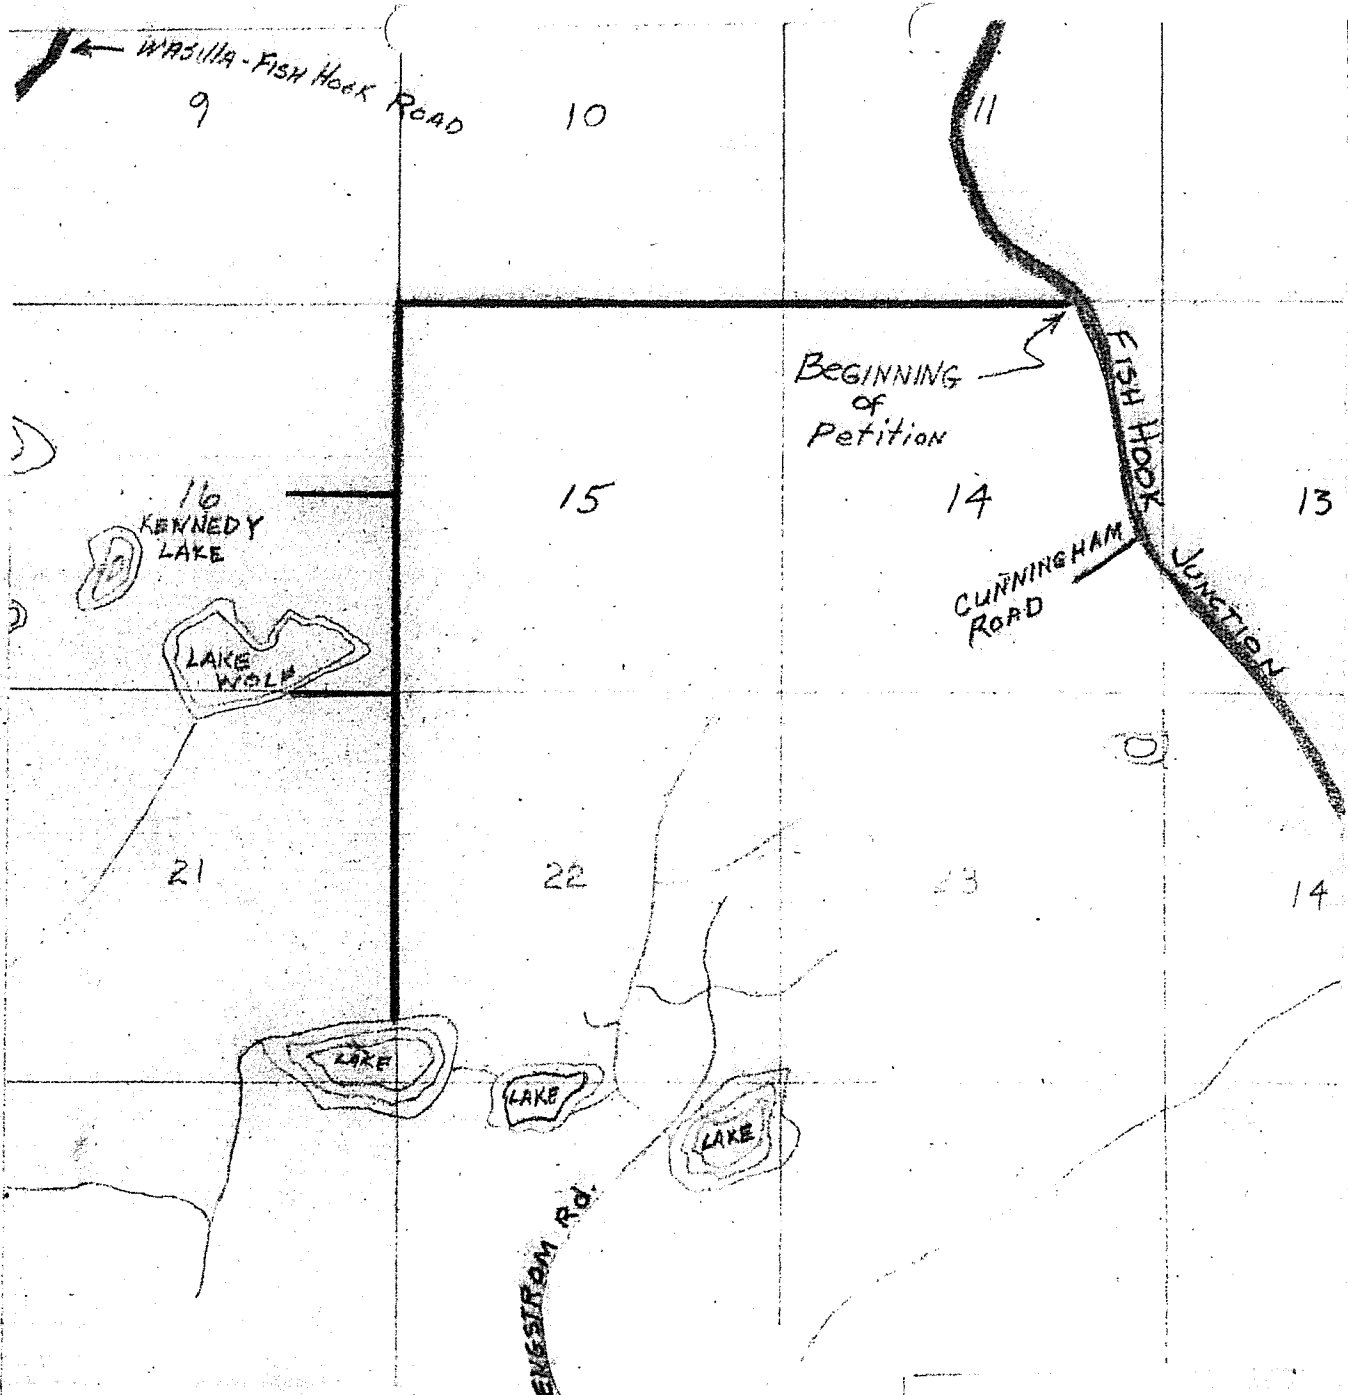 WASILLA-FISH HOOK ROAD
9
10
11
BEGINNING
of
Petition
FISH HOOK
JUNCTION
16
KENNEDY
LAKE
15
14
13
CUNNINGHAM
ROAD
LAKE
WOLF
21
22
23
14
LAKE
LAKE
LAKE
ENGSTROM Rd.